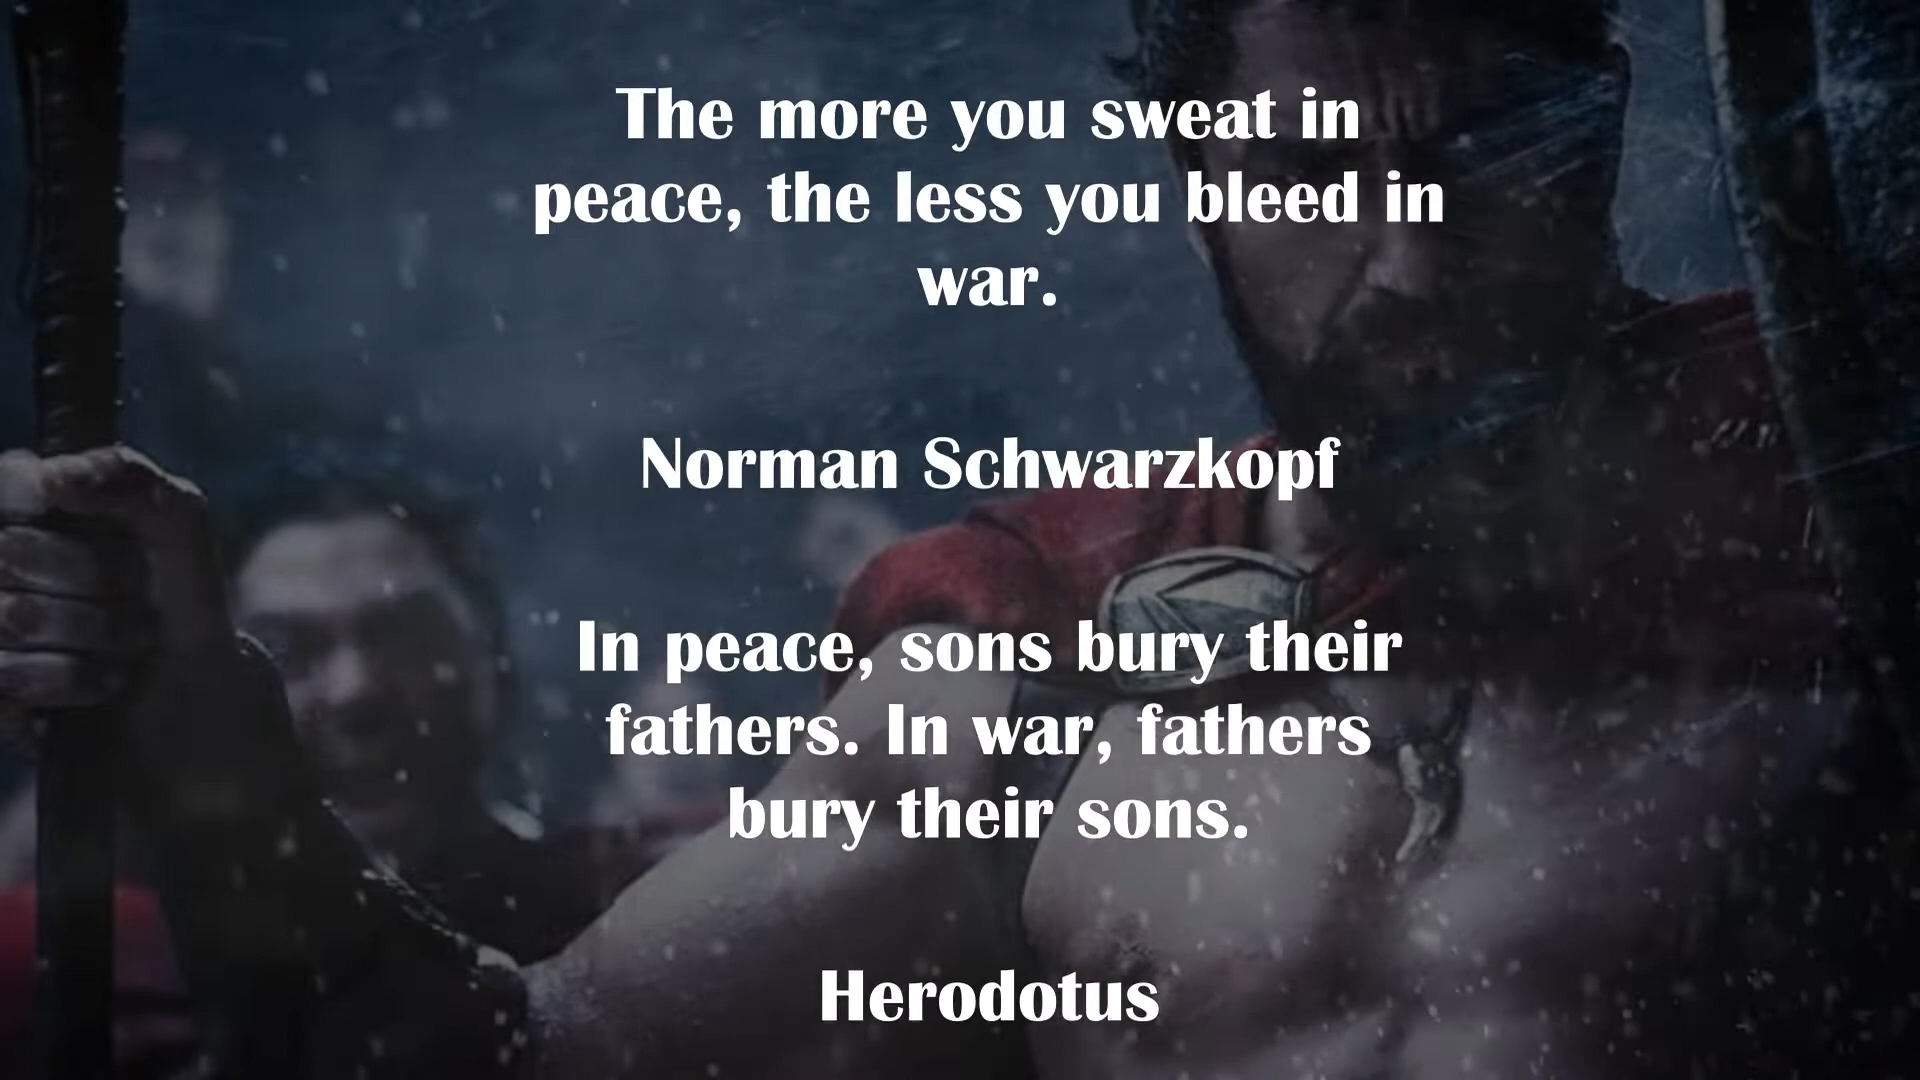 The more you sweat in
peace, the less you bleed in
war.
Norman Schwarzkopf
In peace, sons bury their
fathers. In war, fathers
bury their sons.
Herodotus